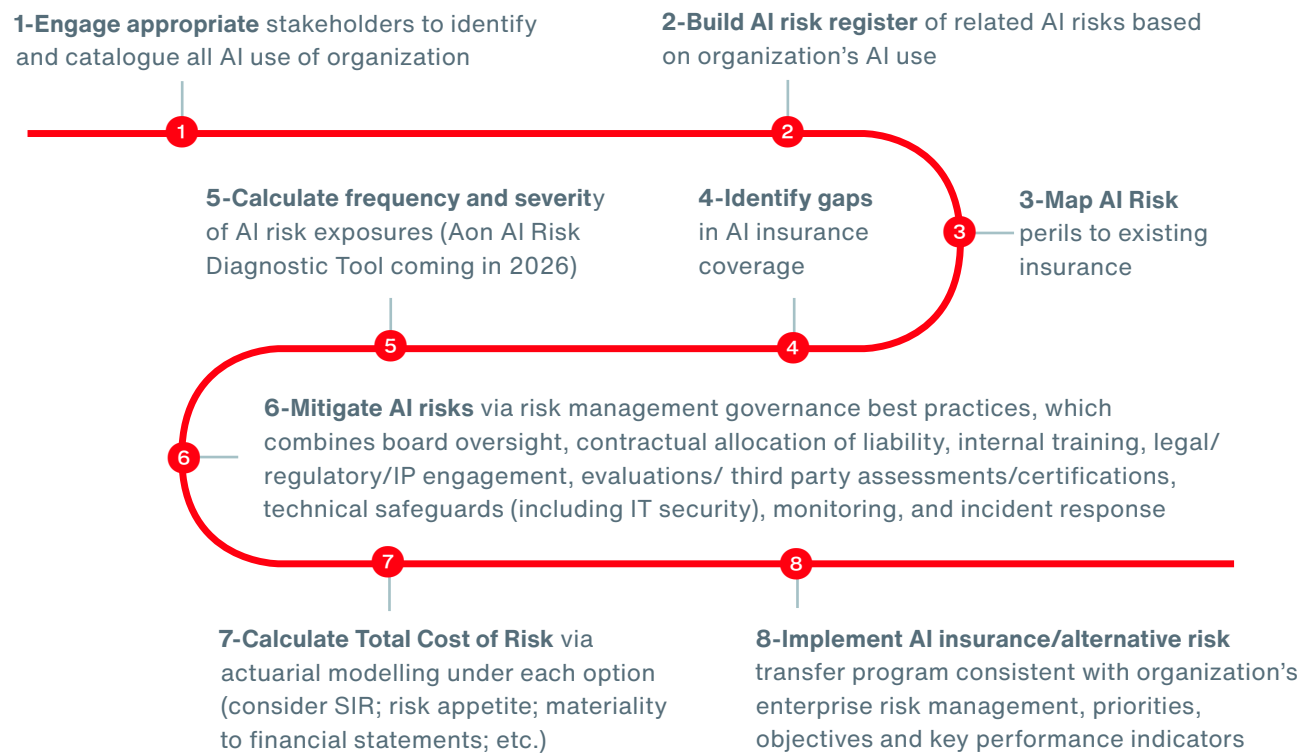 1-Engage appropriate stakeholders to identify
and catalogue all AI use of organization
2-Build AI risk register of related AI risks based
on organization's AI use
1
2
3-Map AI Risk
perils to existing
insurance
3
4-Identify gaps
in AI insurance
coverage
4
5-Calculate frequency and severity
of AI risk exposures (Aon AI Risk
Diagnostic Tool coming in 2026)
5
6-Mitigate AI risks via risk management governance best practices, which
combines board oversight, contractual allocation of liability, internal training, legal/
regulatory/IP engagement, evaluations/ third party assessments/certifications,
technical safeguards (including IT security), monitoring, and incident response
6
7
8
7-Calculate Total Cost of Risk via
actuarial modelling under each option
(consider SIR; risk appetite; materiality
to financial statements; etc.)
8-Implement AI insurance/alternative risk
transfer program consistent with organization's
enterprise risk management, priorities,
objectives and key performance indicators